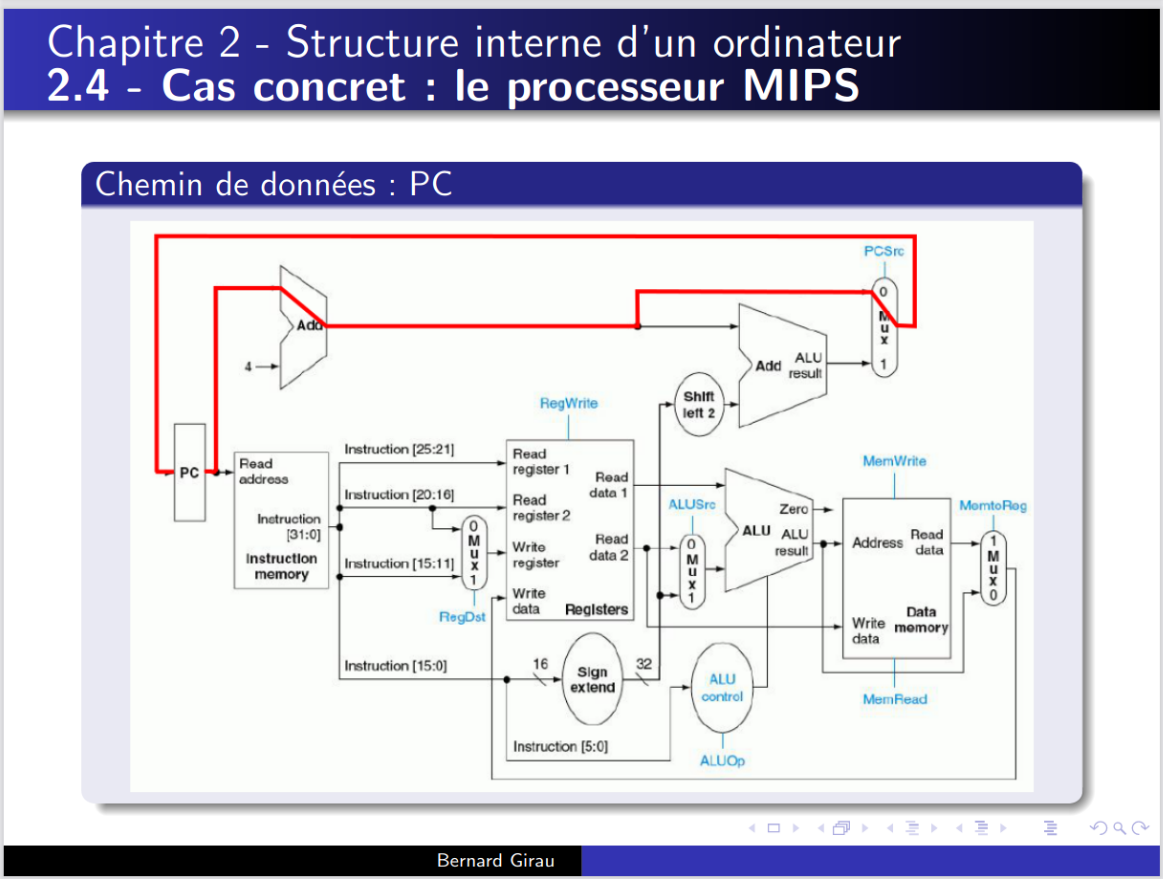 Chapitre 2 - Structure interne d'un ordinateur
2.4 - Cas concret : le processeur MIPS
Chemin de données : PC
PCSrc
0
M
u
x
1
Add
4
Add
ALU
result
Shift
left 2
RegWrite
PC
Read
address
Instruction
[31:0]
Instruction
memory
Instruction [25:21]
Instruction [20:16]
Instruction [15:11]
Instruction [15:0]
0
M
u
x
1
RegDst
Read
register 1
Read
register 2
Write
register
Write
data
Read
data 1
Read
data 2
Registers
ALUSrc
0
M
u
x
1
Zero
ALU
ALU
result
MemWrite
Address
Read
data
Write
data
Data
memory
MemRead
MemtoReg
1
M
u
x
0
16
Sign
extend
32
ALU
control
ALUOp
Instruction [5:0]
Bernard Girau